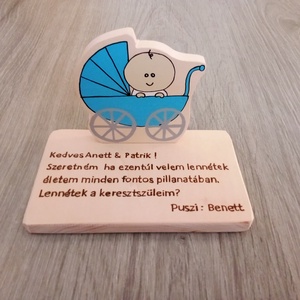 Kedves Anett & Patrik !
Szeretném ha ezentúl velem lennétek
életem minden fontos pillanatában.
Lennétek a keresztszüleim?
Puszi : Benett